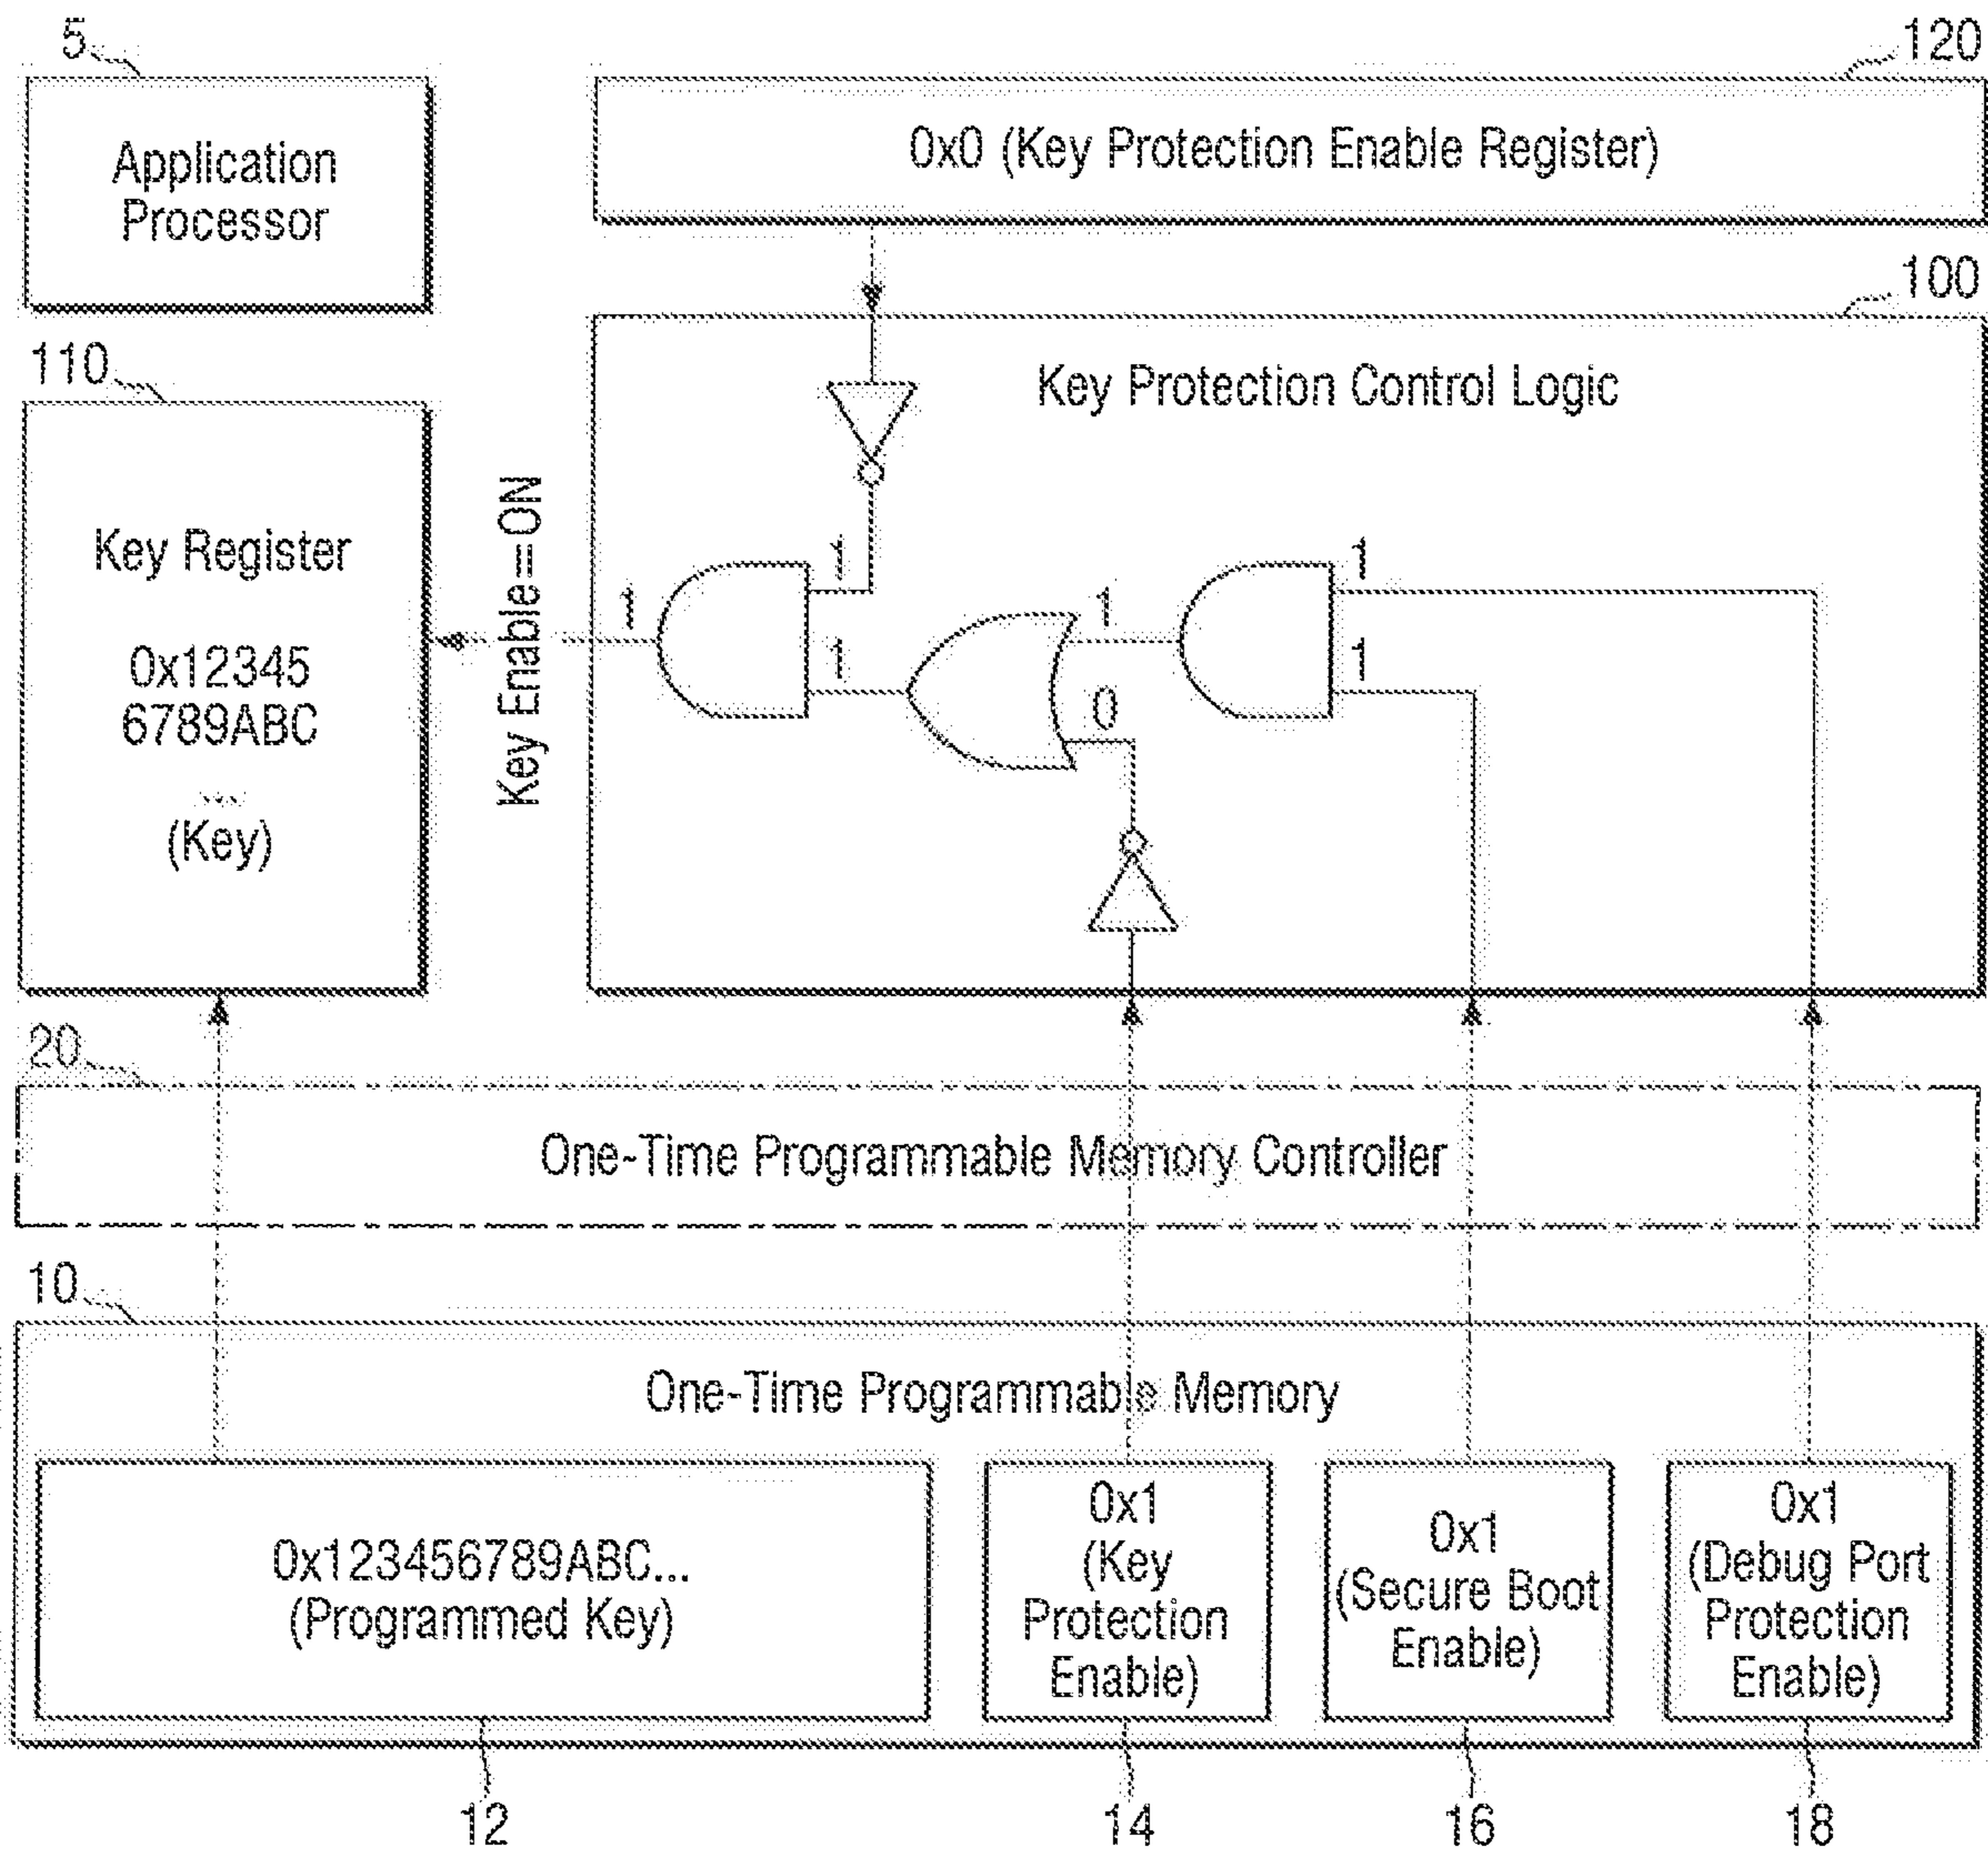 5
120
Application
Processor
0x0 (Key Protection Enable Register)
100
110
Key Protection Control Logic
Key Register
0x12345
6789ABC
...
(Key)
Key Enable=ON
1
1
1
1
0
1
1
20
One-Time Programmable Memory Controller
10
One-Time Programmable Memory
0x123456789ABC...
(Programmed Key)
0x1
(Key
Protection
Enable)
0x1
(Secure Boot
Enable)
0x1
(Debug Port
Protection
Enable)
12
14
16
18